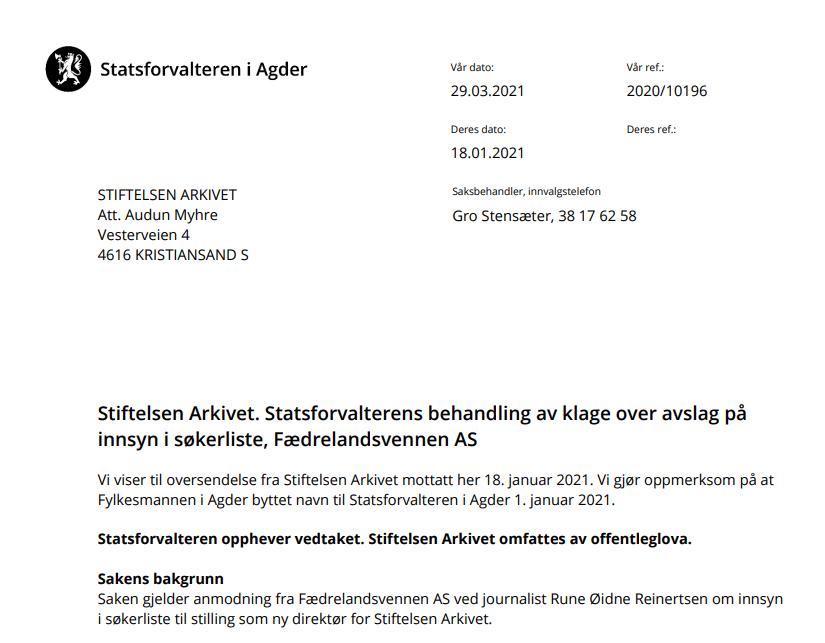 Statsforvalteren i Agder
Vår dato:
Vår ref.:
29.03.2021
2020/10196
Deres dato:
Deres ref.:
18.01.2021
Saksbehandler, innvalgstelefon
Gro Stensæter, 38 17 62 58
STIFTELSEN ARKIVET
Att. Audun Myhre
Vesterveien 4
4616 KRISTIANSAND S
Stiftelsen Arkivet. Statsforvalterens behandling av klage over avslag på
innsyn i søkerliste, Fædrelandsvennen AS
Vi viser til oversendelse fra Stiftelsen Arkivet mottatt her 18. januar 2021. Vi gjør oppmerksom på at
Fylkesmannen i Agder byttet navn til Statsforvalteren i Agder 1. januar 2021.
Statsforvalteren opphever vedtaket. Stiftelsen Arkivet omfattes av offentleglova.
Sakens bakgrunn
Saken gjelder anmodning fra Fædrelandsvennen AS ved journalist Rune Øidne Reinertsen om innsyn
i søkerliste til stilling som ny direktør for Stiftelsen Arkivet.